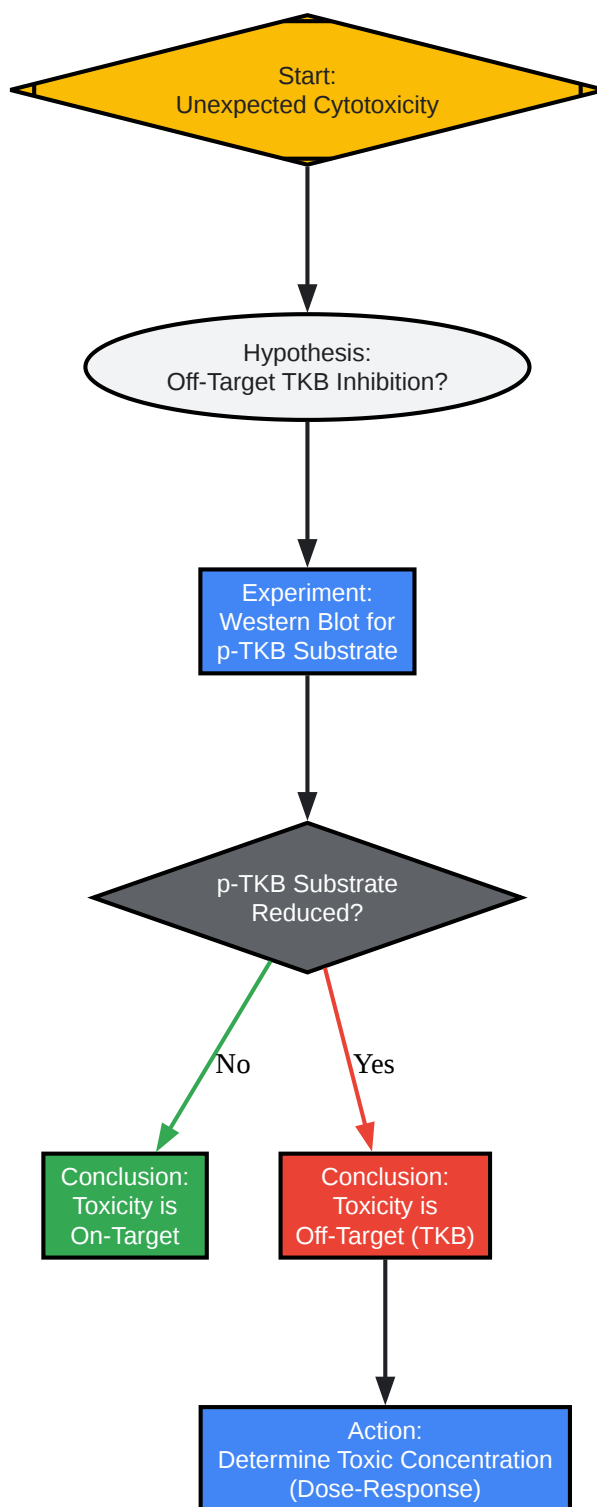 Start:
Unexpected Cytotoxicity
Hypothesis:
Off-Target TKB Inhibition?
Experiment:
Western Blot for
p-TKB Substrate
p-TKB Substrate
Reduced?
No
Yes
Conclusion:
Toxicity is
On-Target
Conclusion:
Toxicity is
Off-Target (TKB)
Action:
Determine Toxic Concentration
(Dose-Response)